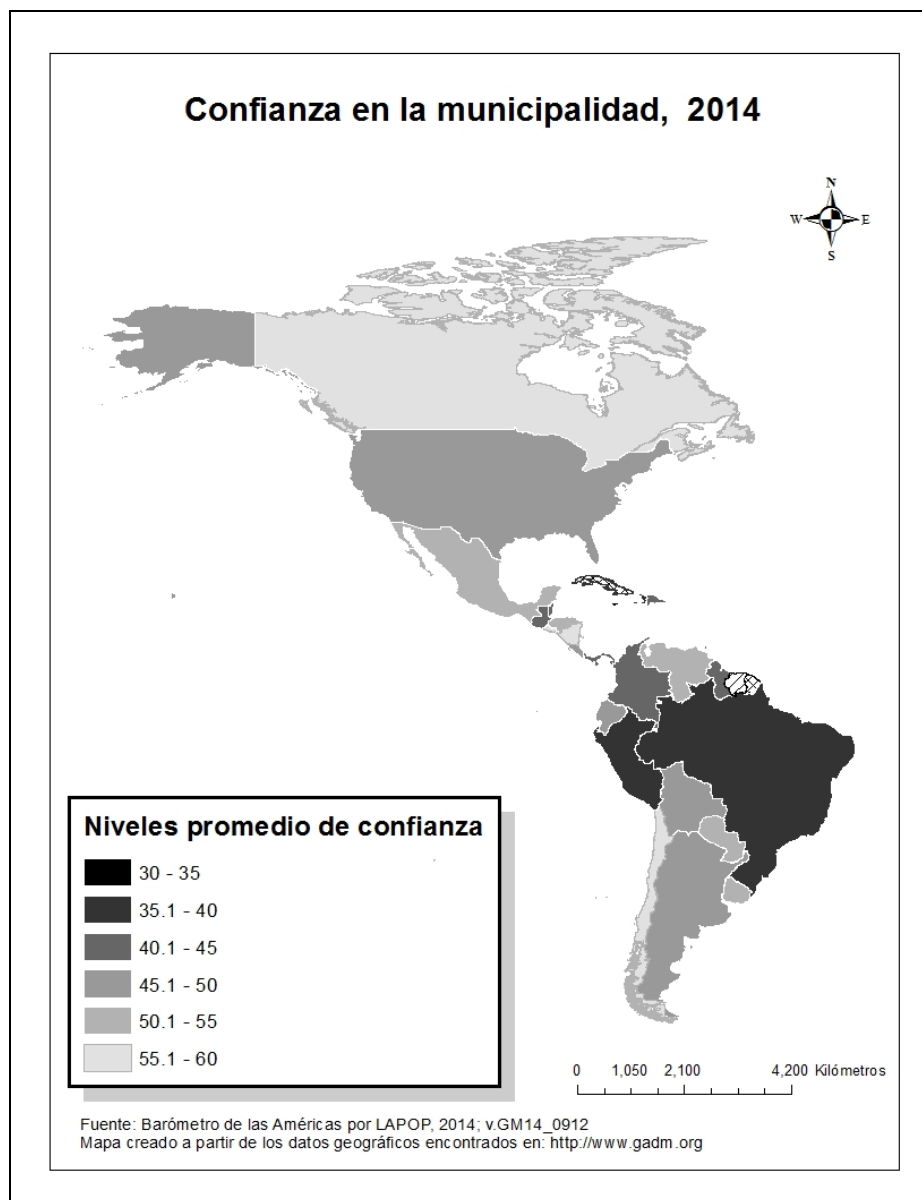 Confianza en la municipalidad, 2014
N
W E
S
Niveles promedio de confianza
30 - 35
35.1 - 40
40.1 - 45
45.1 - 50
50.1 - 55
55.1 - 60
0 1,050 2,100 4,200 Kilómetros
Fuente: Barómetro de las Américas por LAPOP, 2014; v.GM14_0912
Mapa creado a partir de los datos geográficos encontrados en: http://www.gadm.org